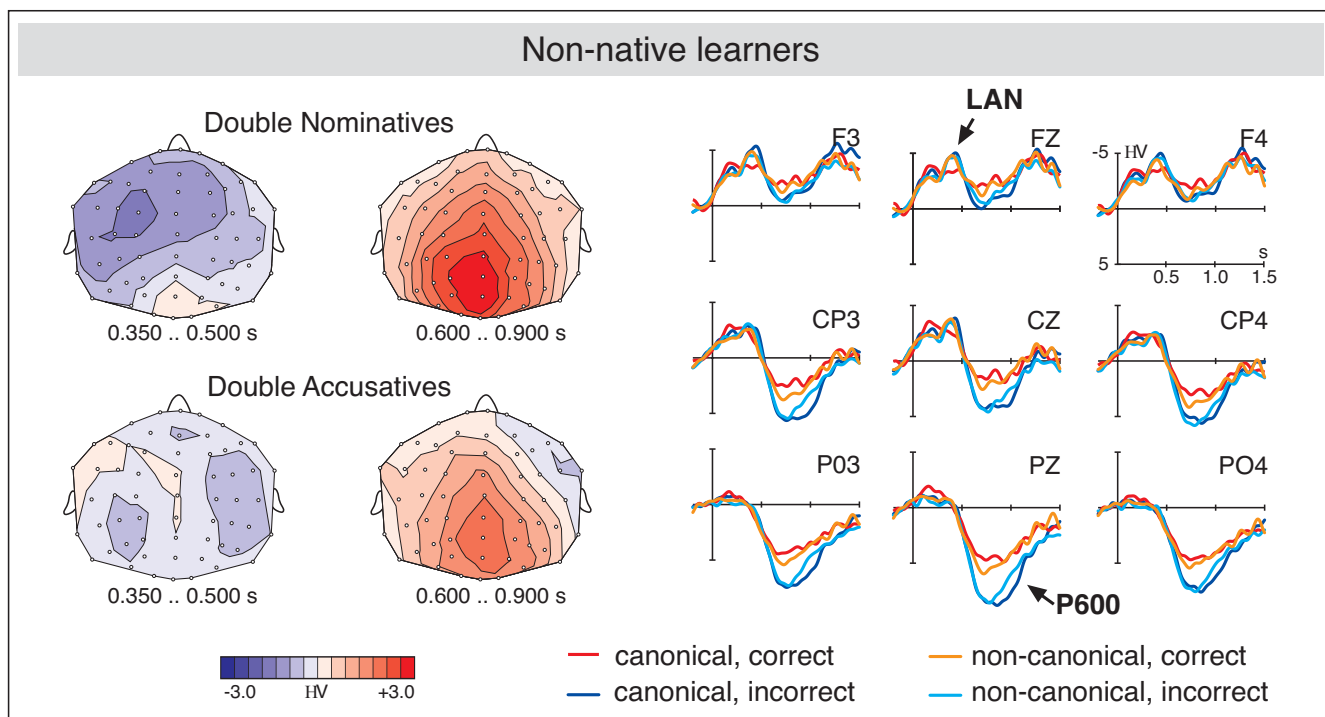 Non-native learners
Double Nominatives
0.350 .. 0.500 s
0.600 .. 0.900 s
Double Accusatives
0.350 .. 0.500 s
0.600 .. 0.900 s
-3.0 HV +3.0
LAN
F3
FZ
F4
-5 HV
5
s
0.5 1.0 1.5
CP3
CZ
CP4
P03
PZ
PO4
P600
canonical, correct
non-canonical, correct
canonical, incorrect
non-canonical, incorrect